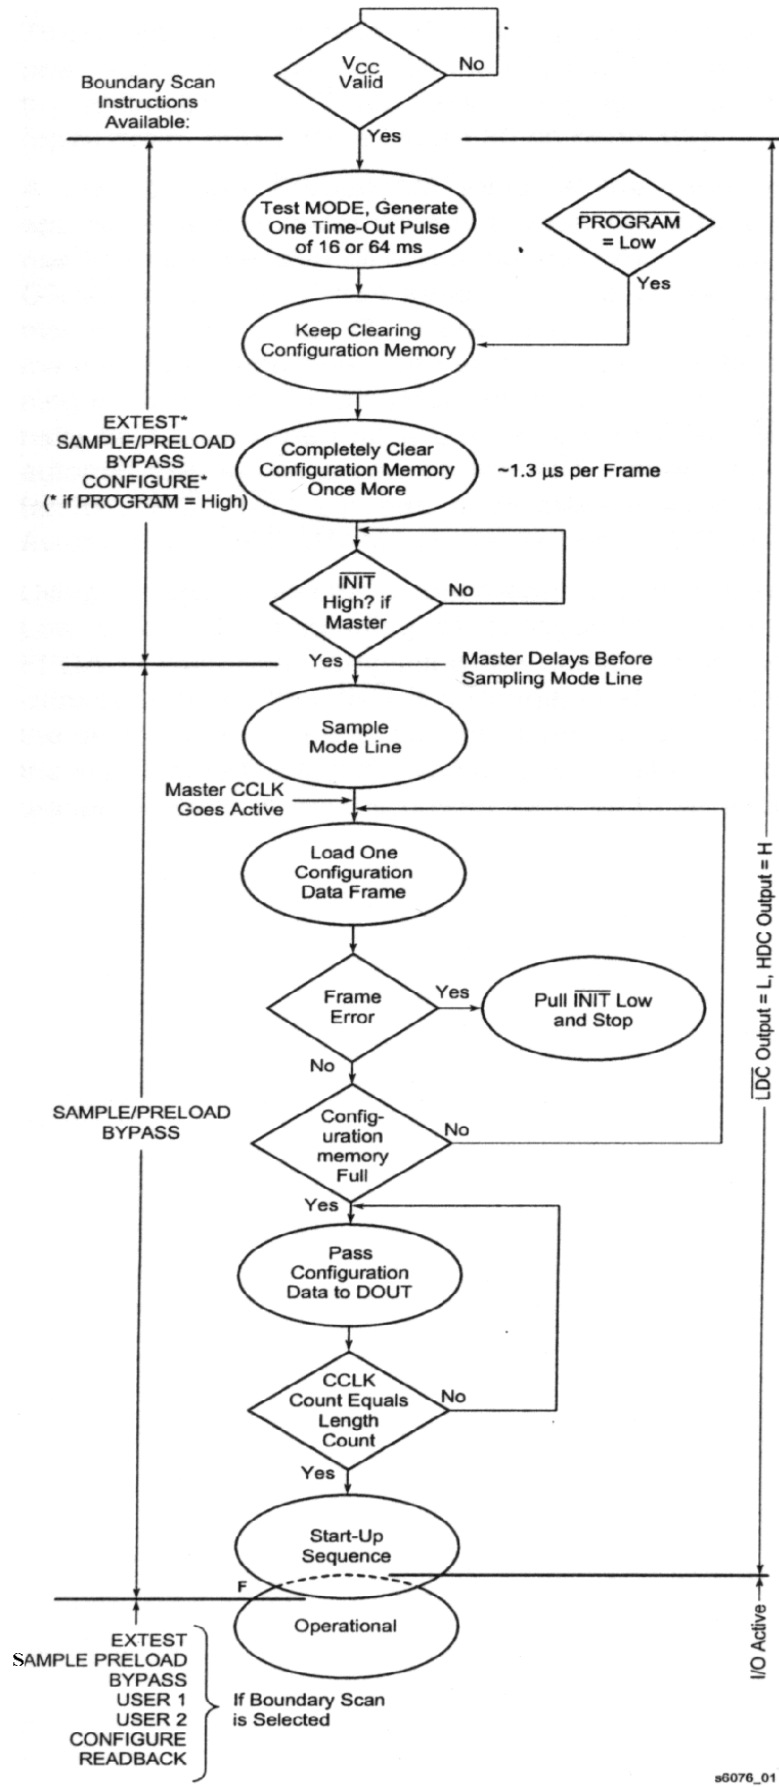 V_CC
Valid
No
Yes
Boundary Scan
Instructions
Available:
Test MODE, Generate
One Time-Out Pulse
of 16 or 64 ms
PROGRAM
= Low
Yes
Keep Clearing
Configuration Memory
EXTEST*
SAMPLE/PRELOAD
BYPASS
CONFIGURE*
(* if PROGRAM = High)
Completely Clear
Configuration Memory
Once More
~1.3 µs per Frame
INIT
High? if
Master
No
Yes
Master Delays Before
Sampling Mode Line
Sample
Mode Line
Master CCLK
Goes Active
Load One
Configuration
Data Frame
LDC Output = L, HDC Output = H
Frame
Error
Yes
Pull INIT Low
and Stop
No
SAMPLE/PRELOAD
BYPASS
Config-
uration
memory
Full
No
Yes
Pass
Configuration
Data to DOUT
CCLK
Count Equals
Length
Count
No
Yes
Start-Up
Sequence
F
Operational
I/O Active
EXTEST
SAMPLE PRELOAD
BYPASS
USER 1
USER 2
CONFIGURE
READBACK
If Boundary Scan
is Selected
s6076_01